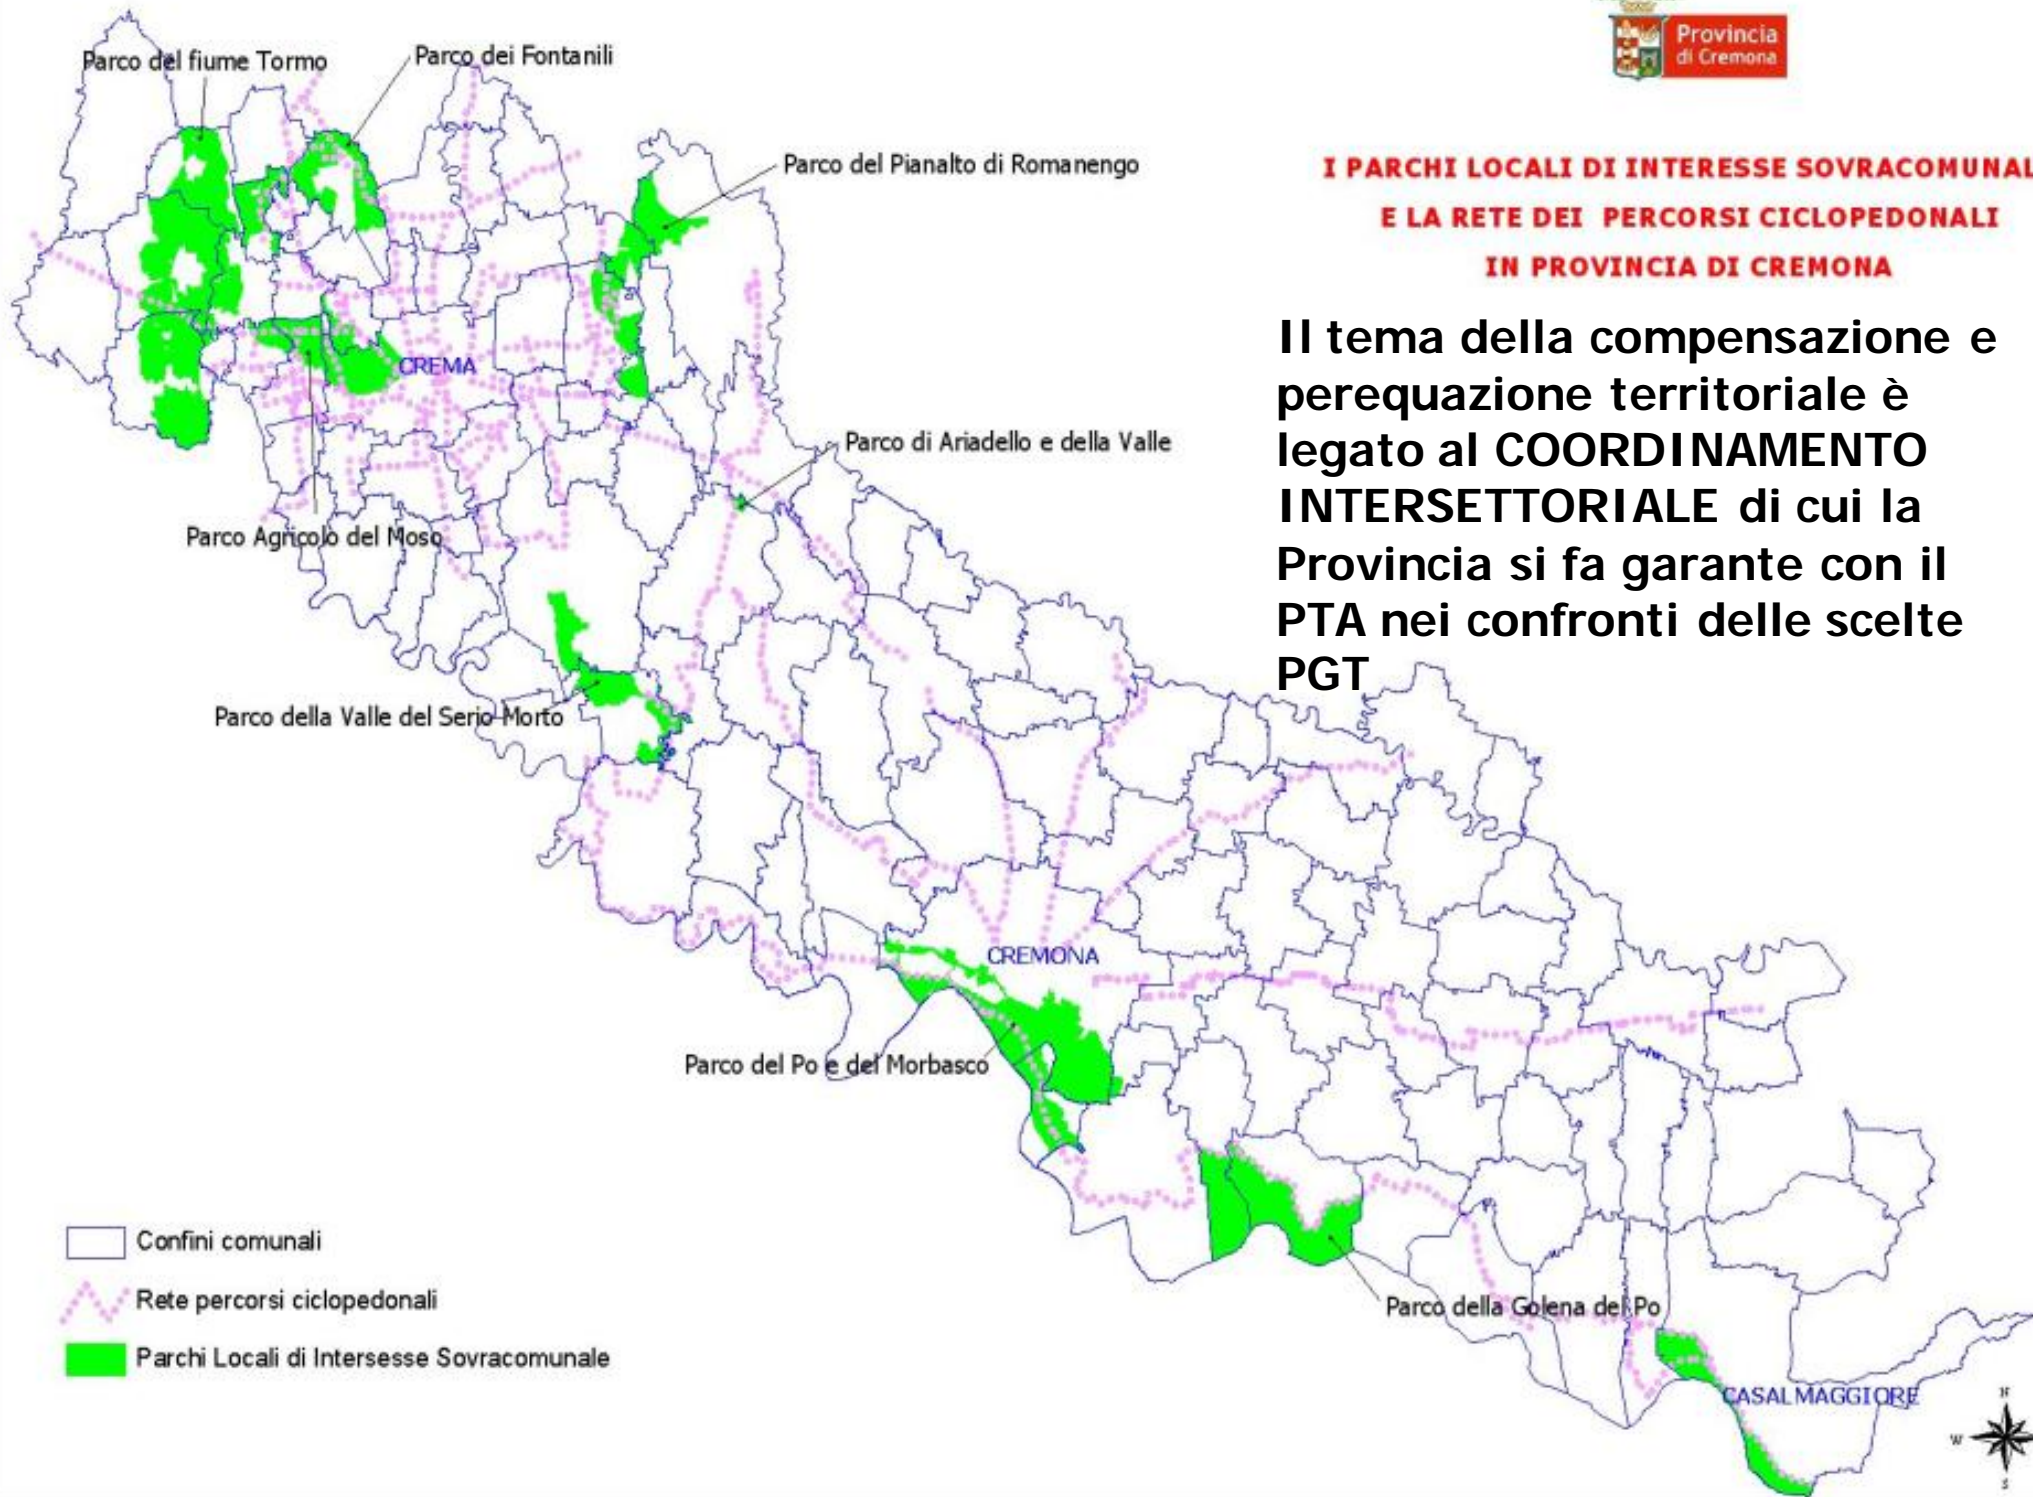 Provincia
di Cremona
Parco del fiume Tormo
Parco dei Fontanili
Parco del Pianalto di Romanengo
I PARCHI LOCALI DI INTERESSE SOVRACOMUNAL
E LA RETE DEI PERCORSI CICLOPEDONALI
IN PROVINCIA DI CREMONA
Il tema della compensazione e
perequazione territoriale è
legato al COORDINAMENTO
INTERSETTORIALE di cui la
Provincia si fa garante con il
PTA nei confronti delle scelte
PGT
CREMA
Parco di Ariadello e della Valle
Parco Agricolo del Moso
Parco della Valle del Serio Morto
CREMONA
Parco del Po e del Morbasco
Parco della Golena del Po
CASALMAGGIORE
Confini comunali
Rete percorsi ciclopedonali
Parchi Locali di Intersesse Sovracomunale
N
W
S